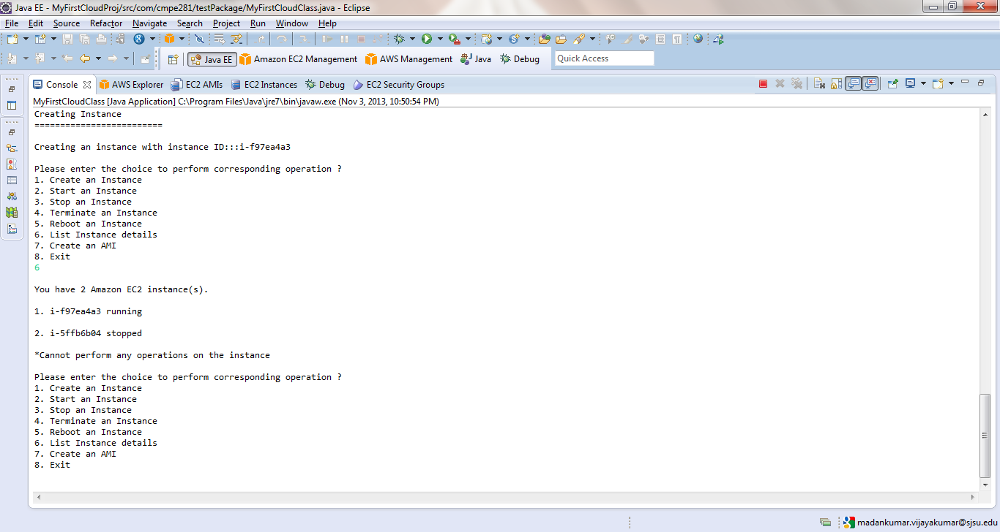 Java EE - MyFirstCloudProj/src/com/cmpe281/testPackage/MyFirstCloudClass.java - Eclipse
File Edit Source Refactor Navigate Search Project Run Window Help
Java EE Amazon EC2 Management AWS Management Java Debug Quick Access
Console AWS Explorer EC2 AMIs EC2 Instances Debug EC2 Security Groups
MyFirstCloudClass [Java Application] C:\Program Files\Java\jre7\bin\javaw.exe (Nov 3, 2013, 10:50:54 PM)
Creating Instance
=========================
Creating an instance with instance ID:::i-f97ea4a3
Please enter the choice to perform corresponding operation ?
1. Create an Instance
2. Start an Instance
3. Stop an Instance
4. Terminate an Instance
5. Reboot an Instance
6. List Instance details
7. Create an AMI
8. Exit
6
You have 2 Amazon EC2 instance(s).
1. i-f97ea4a3 running
2. i-5ffb6b04 stopped
*Cannot perform any operations on the instance
Please enter the choice to perform corresponding operation ?
1. Create an Instance
2. Start an Instance
3. Stop an Instance
4. Terminate an Instance
5. Reboot an Instance
6. List Instance details
7. Create an AMI
8. Exit
madankumar.vijayakumar@sjsu.edu